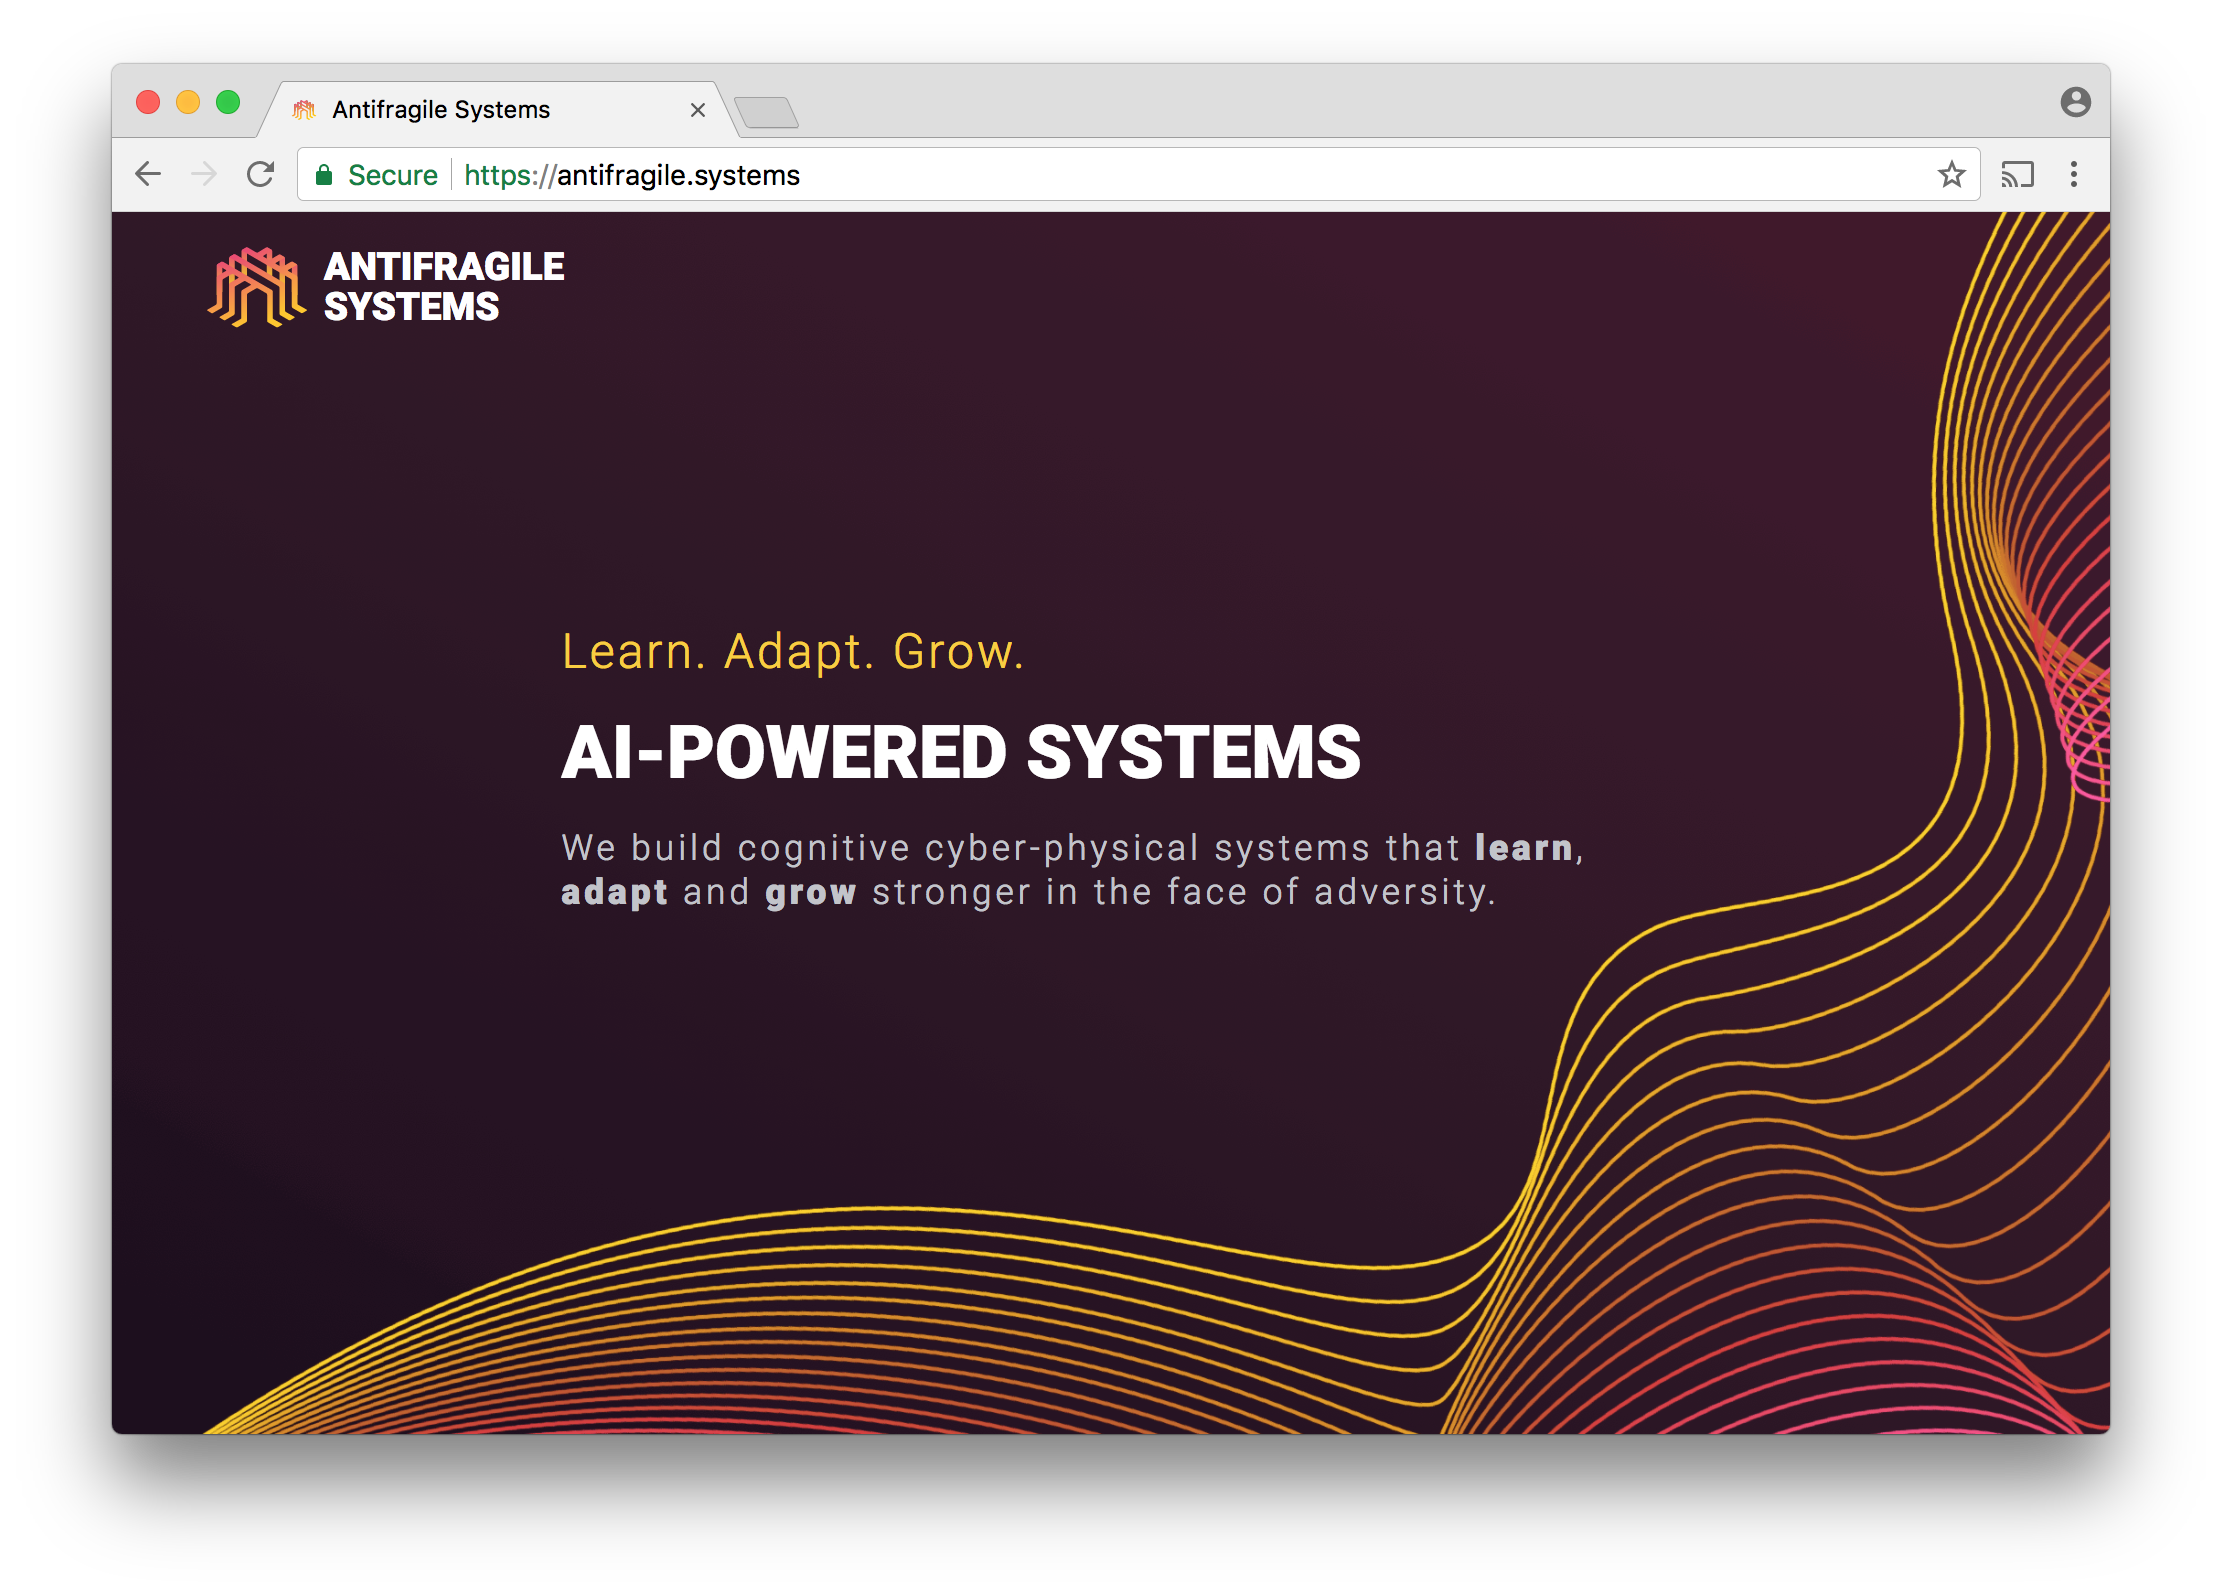 Antifragile Systems
Secure https://antifragile.systems
ANTIFRAGILE
SYSTEMS
Learn. Adapt. Grow.
AI-POWERED SYSTEMS
We build cognitive cyber-physical systems that learn,
adapt and grow stronger in the face of adversity.